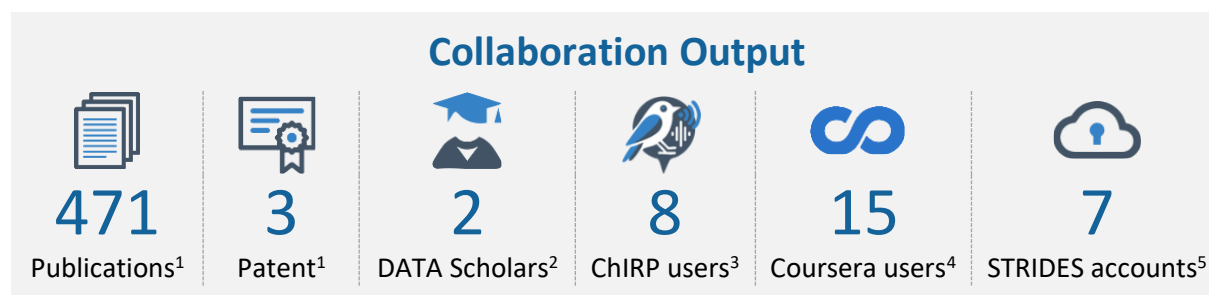 Collaboration Output
471 3 2 8 15 7
Publications¹ Patent¹ DATA Scholars² ChIRP users³ Coursera users⁴ STRIDES accounts⁵